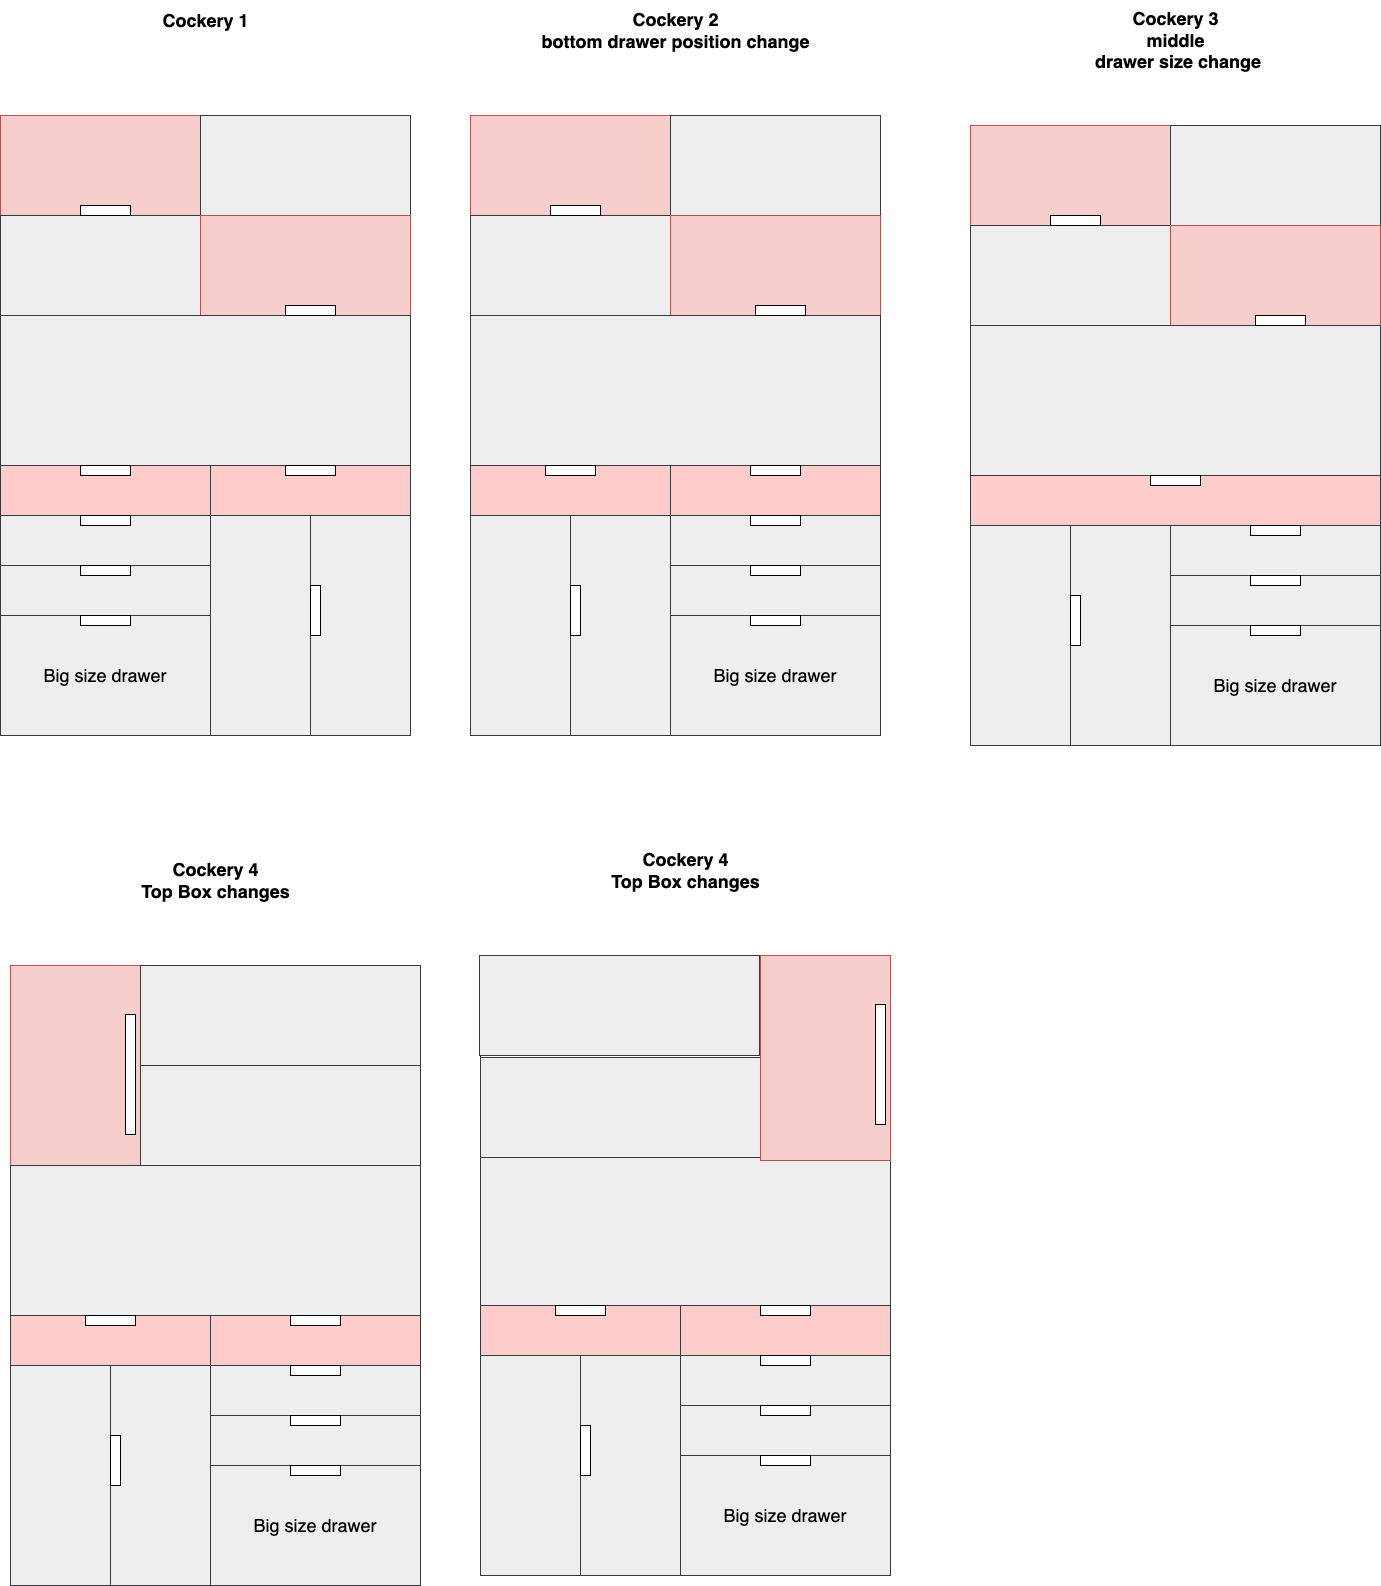 Cockery 1
Cockery 2
bottom drawer position change
Cockery 3
middle
drawer size change
Big size drawer
Big size drawer
Big size drawer
Cockery 4
Top Box changes
Cockery 4
Top Box changes
Big size drawer
Big size drawer